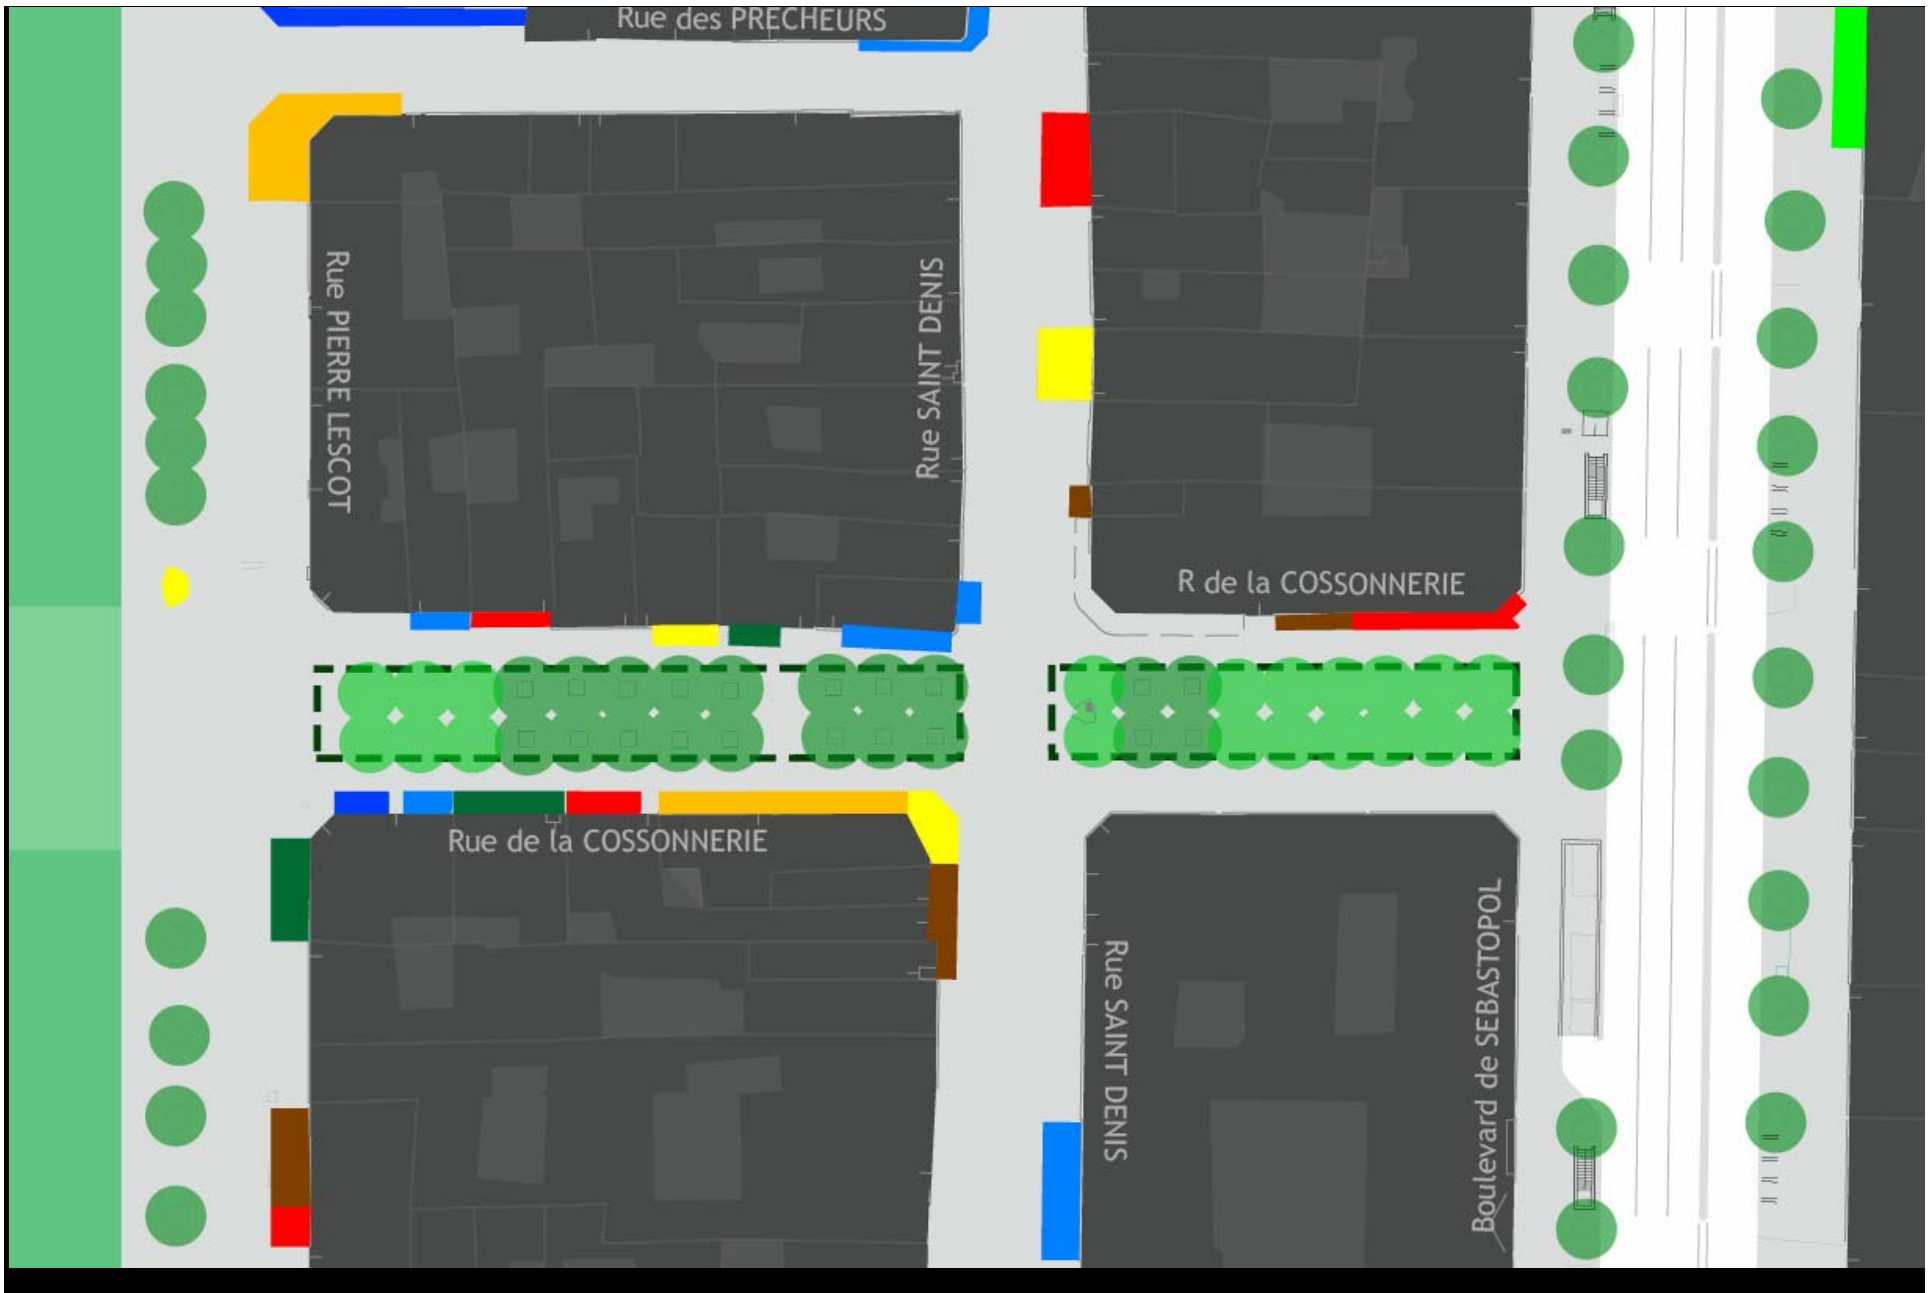 Rue des PRECHEURS
Rue PIERRE LESCOT
Rue SAINT DENIS
R de la COSSONNERIE
Rue de la COSSONNERIE
Rue SAINT DENIS
Boulevard de SEBASTOPOL